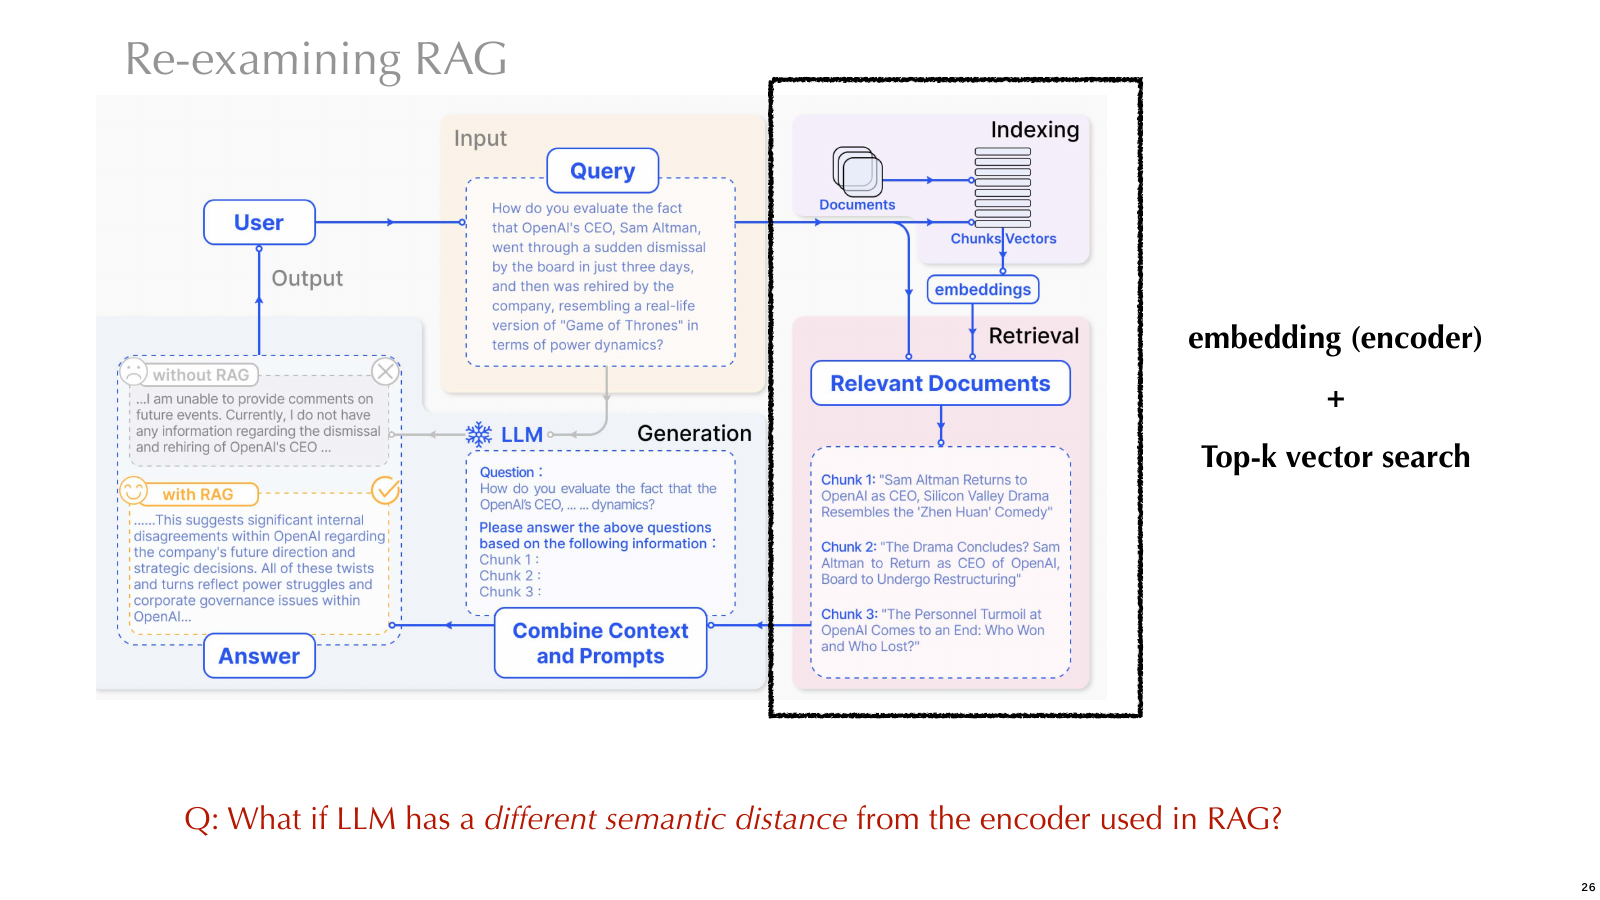 Re-examining RAG
Input
Query
How do you evaluate the fact
that OpenAI's CEO, Sam Altman,
went through a sudden dismissal
by the board in just three days,
and then was rehired by the
company, resembling a real-life
version of "Game of Thrones" in
terms of power dynamics?
User
Output
Indexing
Documents
Chunks Vectors
embeddings
Retrieval
Relevant Documents
Chunk 1: "Sam Altman Returns to
OpenAI as CEO, Silicon Valley Drama
Resembles the 'Zhen Huan' Comedy"
Chunk 2: "The Drama Concludes? Sam
Altman to Return as CEO of OpenAI,
Board to Undergo Restructuring"
Chunk 3: "The Personnel Turmoil at
OpenAI Comes to an End: Who Won
and Who Lost?"
LLM
Generation
Question :
How do you evaluate the fact that the
OpenAI's CEO, ... ... dynamics?
Please answer the above questions
based on the following information :
Chunk 1 :
Chunk 2 :
Chunk 3 :
Combine Context
and Prompts
without RAG
...I am unable to provide comments on
future events. Currently, I do not have
any information regarding the dismissal
and rehiring of OpenAI's CEO ...
with RAG
......This suggests significant internal
disagreements within OpenAI regarding
the company's future direction and
strategic decisions. All of these twists
and turns reflect power struggles and
corporate governance issues within
OpenAI...
Answer
embedding (encoder)
+
Top-k vector search
Q: What if LLM has a different semantic distance from the encoder used in RAG?
26